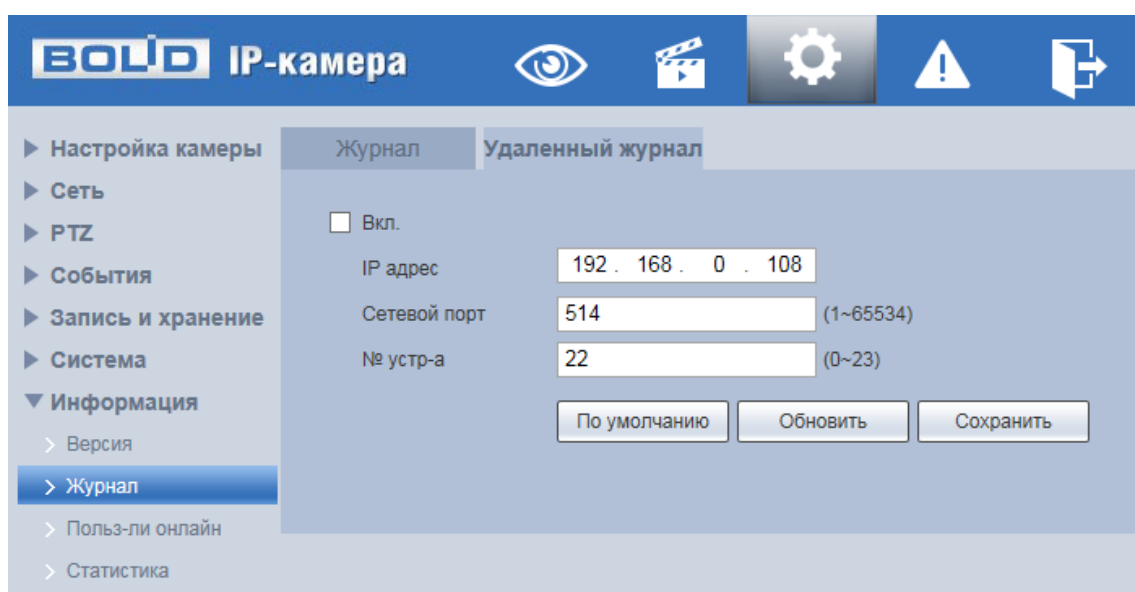 BOLID IP-камера
Настройка камеры
Сеть
PTZ
События
Запись и хранение
Система
Информация
Версия
Журнал
Польз-ли онлайн
Статистика
Журнал Удаленный журнал
Вкл.
IP адрес 192 . 168 . 0 . 108
Сетевой порт 514 (1~65534)
№ устр-а 22 (0~23)
По умолчанию Обновить Сохранить